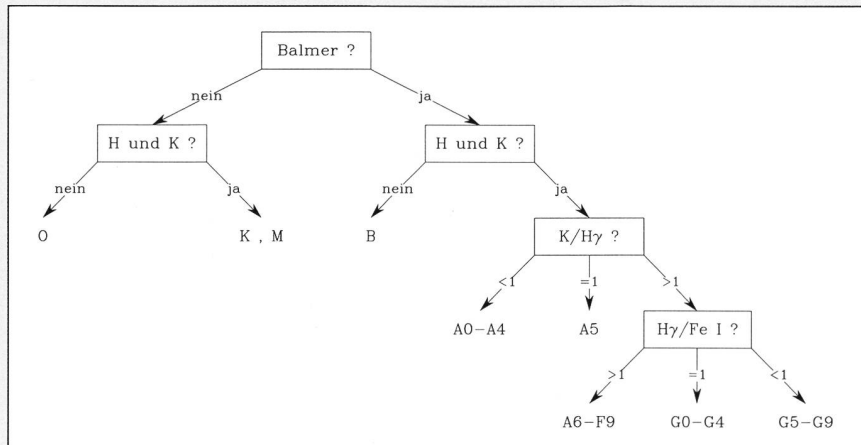 Balmer ?
nein ja
H und K ? H und K ?
nein ja nein ja
O K , M B K/Hγ ?
<1 =1 >1
A0-A4 A5 Hγ/Fe I ?
>1 =1 <1
A6-F9 G0-G4 G5-G9